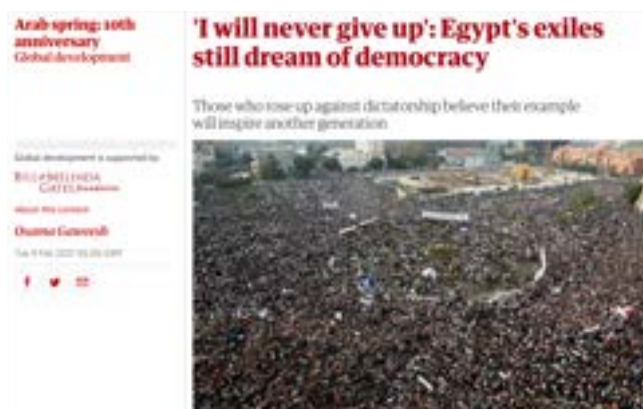 Arab spring: 10th
anniversary
Global development
'I will never give up': Egypt's exiles
still dream of democracy
Those who rose up against dictatorship believe their example
will inspire another generation
Global development is supported by
BILL & MELINDA
GATES foundation
About this content
Osama Gaweesh